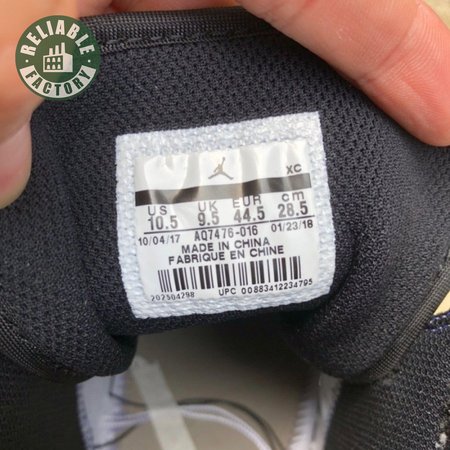 RELIABLE
FACTORY
XC
US UK EUR cm
10.5 9.5 44.5 28.5
10/04/17 AQ7476-016 01/23/18
MADE IN CHINA
FABRIQUE EN CHINE
202504298 UPC 00883412234795